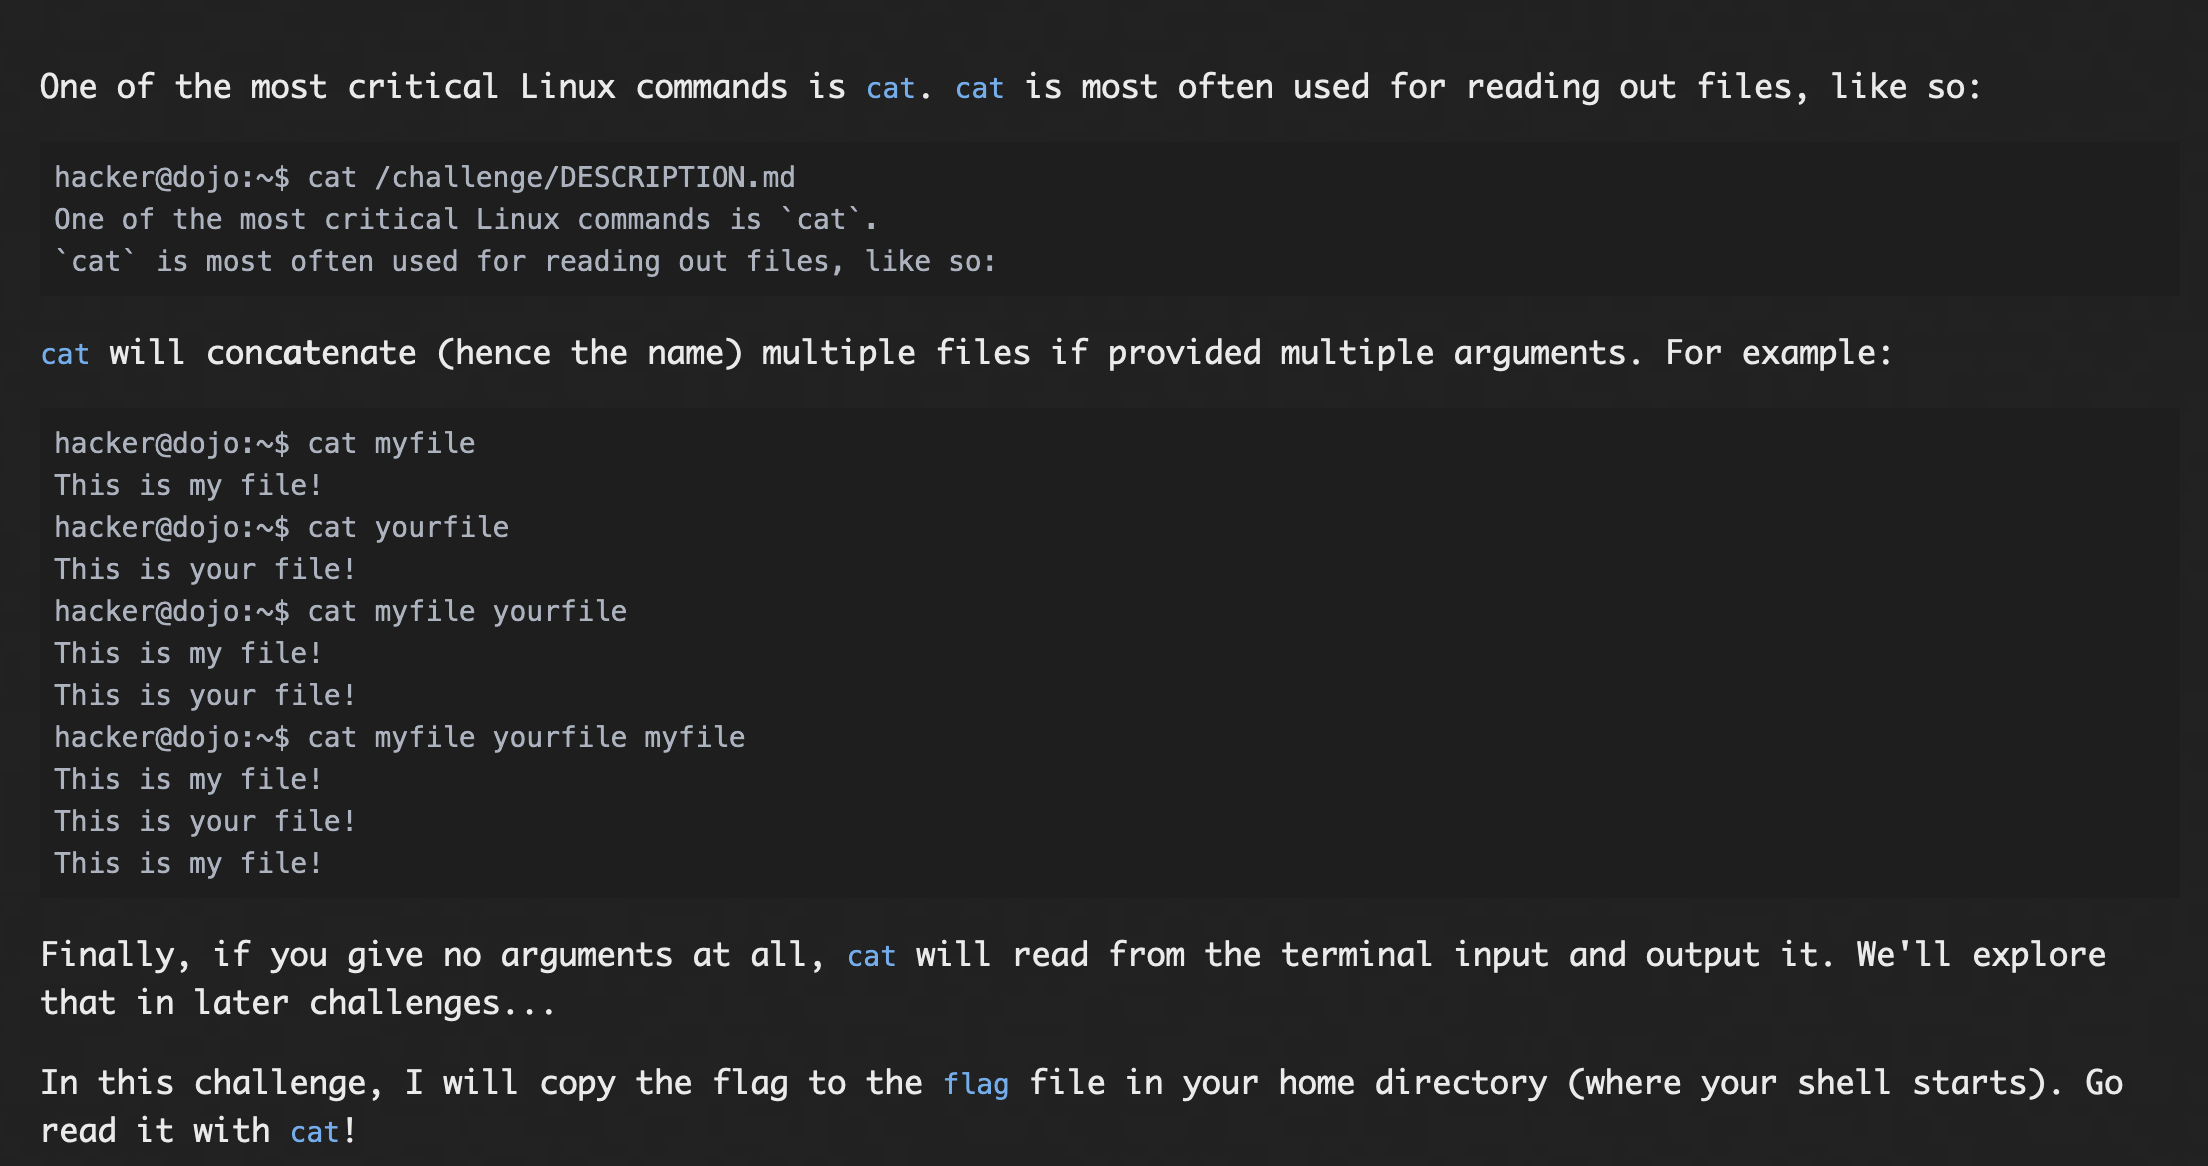 One of the most critical Linux commands is cat. cat is most often used for reading out files, like so:
hacker@dojo:~$ cat /challenge/DESCRIPTION.md
One of the most critical Linux commands is `cat`.
`cat` is most often used for reading out files, like so:
cat will concatenate (hence the name) multiple files if provided multiple arguments. For example:
hacker@dojo:~$ cat myfile
This is my file!
hacker@dojo:~$ cat yourfile
This is your file!
hacker@dojo:~$ cat myfile yourfile
This is my file!
This is your file!
hacker@dojo:~$ cat myfile yourfile myfile
This is my file!
This is your file!
This is my file!
Finally, if you give no arguments at all, cat will read from the terminal input and output it. We'll explore
that in later challenges...
In this challenge, I will copy the flag to the flag file in your home directory (where your shell starts). Go
read it with cat!